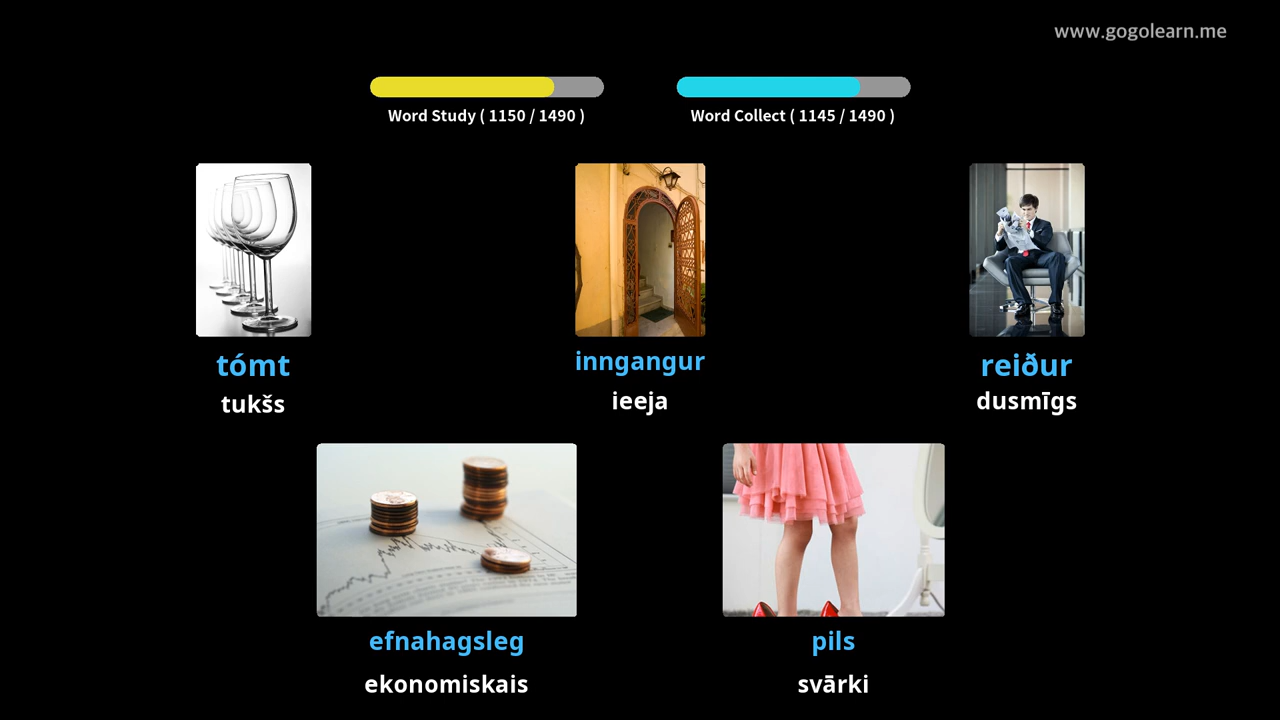 www.gogolearn.me
Word Study ( 1150 / 1490 )
Word Collect ( 1145 / 1490 )
tómt
tukšs
inngangur
ieeja
reiður
dusmīgs
efnahagsleg
ekonomiskais
pils
svārki